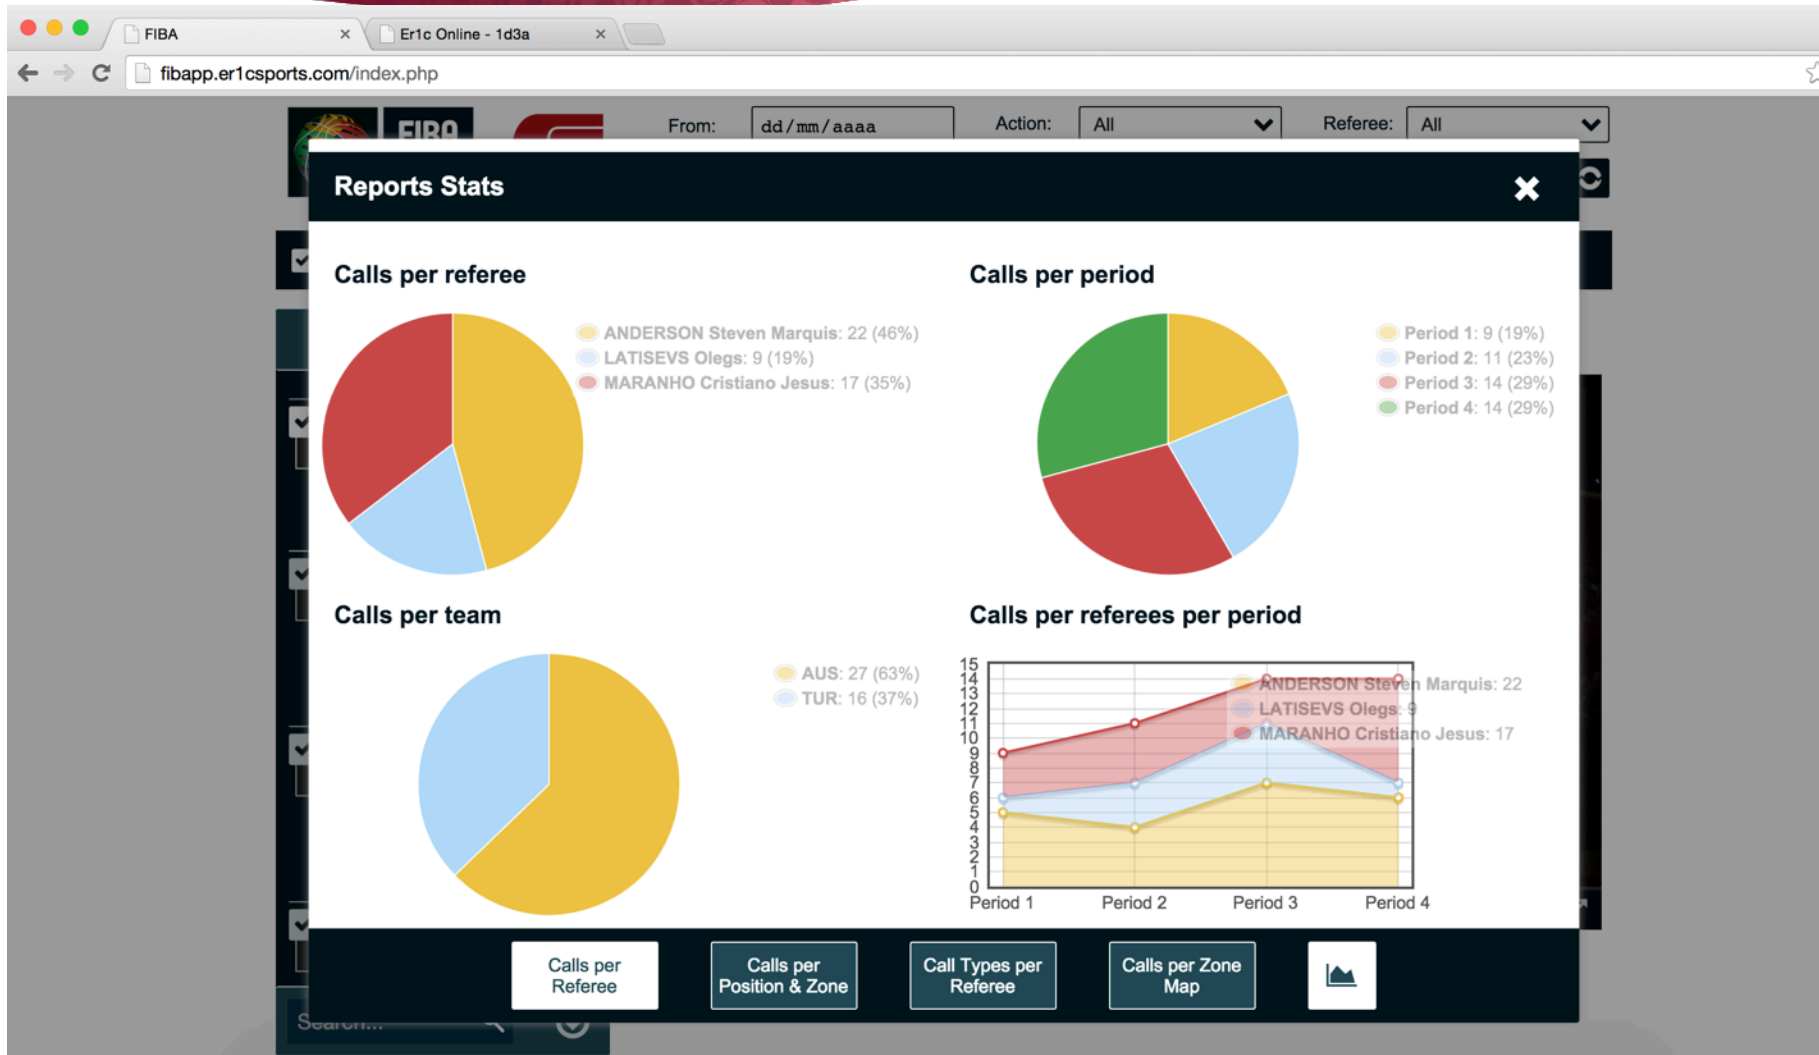 FIBA
Er1c Online - 1d3a
fibapp.er1csports.com/index.php
FIBA
From:
dd/mm/aaaa
Action:
All
Referee:
All
Reports Stats
Calls per referee
ANDERSON Steven Marquis: 22 (46%)
LATISEVS Olegs: 9 (19%)
MARANHO Cristiano Jesus: 17 (35%)
Calls per period
Period 1: 9 (19%)
Period 2: 11 (23%)
Period 3: 14 (29%)
Period 4: 14 (29%)
Calls per team
AUS: 27 (63%)
TUR: 16 (37%)
Calls per referees per period
15
14
13
12
11
10
9
8
7
6
5
4
3
2
1
0
ANDERSON Steven Marquis: 22
LATISEVS Olegs: 9
MARANHO Cristiano Jesus: 17
Period 1
Period 2
Period 3
Period 4
Calls per
Referee
Calls per
Position & Zone
Call Types per
Referee
Calls per Zone
Map
Search...